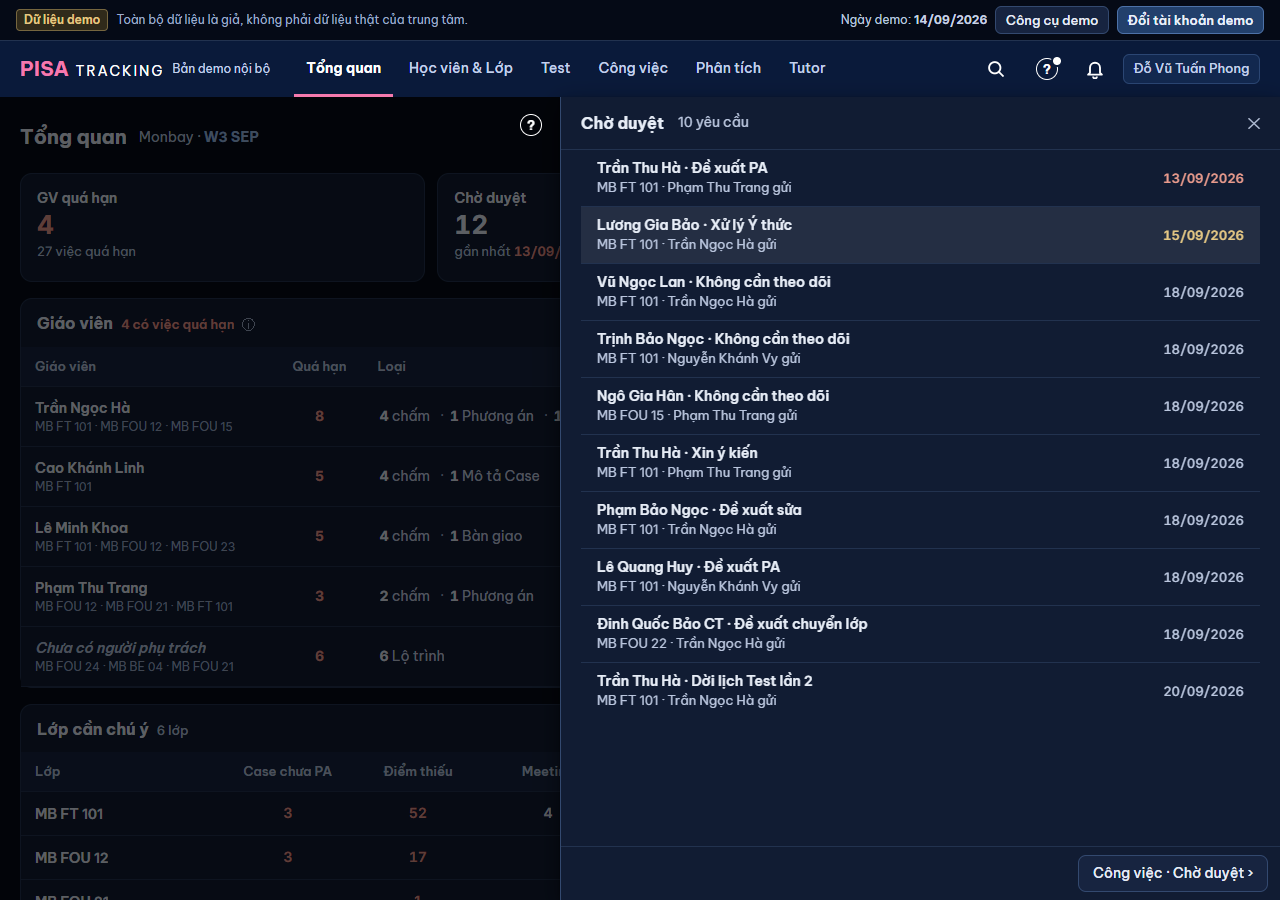 Dữ liệu demo Toàn bộ dữ liệu là giả, không phải dữ liệu thật của trung tâm. Ngày demo: 14/09/2026 Công cụ demo Đổi tài khoản demo
PISA TRACKING Bản demo nội bộ Tổng quan Học viên & Lớp Test Công việc Phân tích Tutor ? Đỗ Vũ Tuấn Phong
Tổng quan Monbay · W3 SEP ?
GV quá hạn
4
27 việc quá hạn
Chờ duyệt
12
gần nhất 13/09/
Giáo viên 4 có việc quá hạn
Giáo viên Quá hạn Loại
Trần Ngọc Hà
MB FT 101 · MB FOU 12 · MB FOU 15
8 4 chấm · 1 Phương án ·
Cao Khánh Linh
MB FT 101
5 4 chấm · 1 Mô tả Case
Lê Minh Khoa
MB FT 101 · MB FOU 12 · MB FOU 23
5 4 chấm · 1 Bàn giao
Phạm Thu Trang
MB FOU 12 · MB FOU 21 · MB FT 101
3 2 chấm · 1 Phương án
Chưa có người phụ trách
MB FOU 24 · MB BE 04 · MB FOU 21
6 6 Lộ trình
Lớp cần chú ý 6 lớp
Lớp Case chưa PA Điểm thiếu
MB FT 101 3 52 4
MB FOU 12 3 17
Chờ duyệt 10 yêu cầu
Trần Thu Hà · Đề xuất PA
MB FT 101 · Phạm Thu Trang gửi
13/09/2026
Lương Gia Bảo · Xử lý Ý thức
MB FT 101 · Trần Ngọc Hà gửi
15/09/2026
Vũ Ngọc Lan · Không cần theo dõi
MB FT 101 · Trần Ngọc Hà gửi
18/09/2026
Trịnh Bảo Ngọc · Không cần theo dõi
MB FT 101 · Nguyễn Khánh Vy gửi
18/09/2026
Ngô Gia Hân · Không cần theo dõi
MB FOU 15 · Phạm Thu Trang gửi
18/09/2026
Trần Thu Hà · Xin ý kiến
MB FT 101 · Phạm Thu Trang gửi
18/09/2026
Phạm Bảo Ngọc · Đề xuất sửa
MB FT 101 · Trần Ngọc Hà gửi
18/09/2026
Lê Quang Huy · Đề xuất PA
MB FT 101 · Nguyễn Khánh Vy gửi
18/09/2026
Đinh Quốc Bảo CT · Đề xuất chuyển lớp
MB FOU 22 · Trần Ngọc Hà gửi
18/09/2026
Trần Thu Hà · Dời lịch Test lần 2
MB FT 101 · Trần Ngọc Hà gửi
20/09/2026
Công việc · Chờ duyệt ›